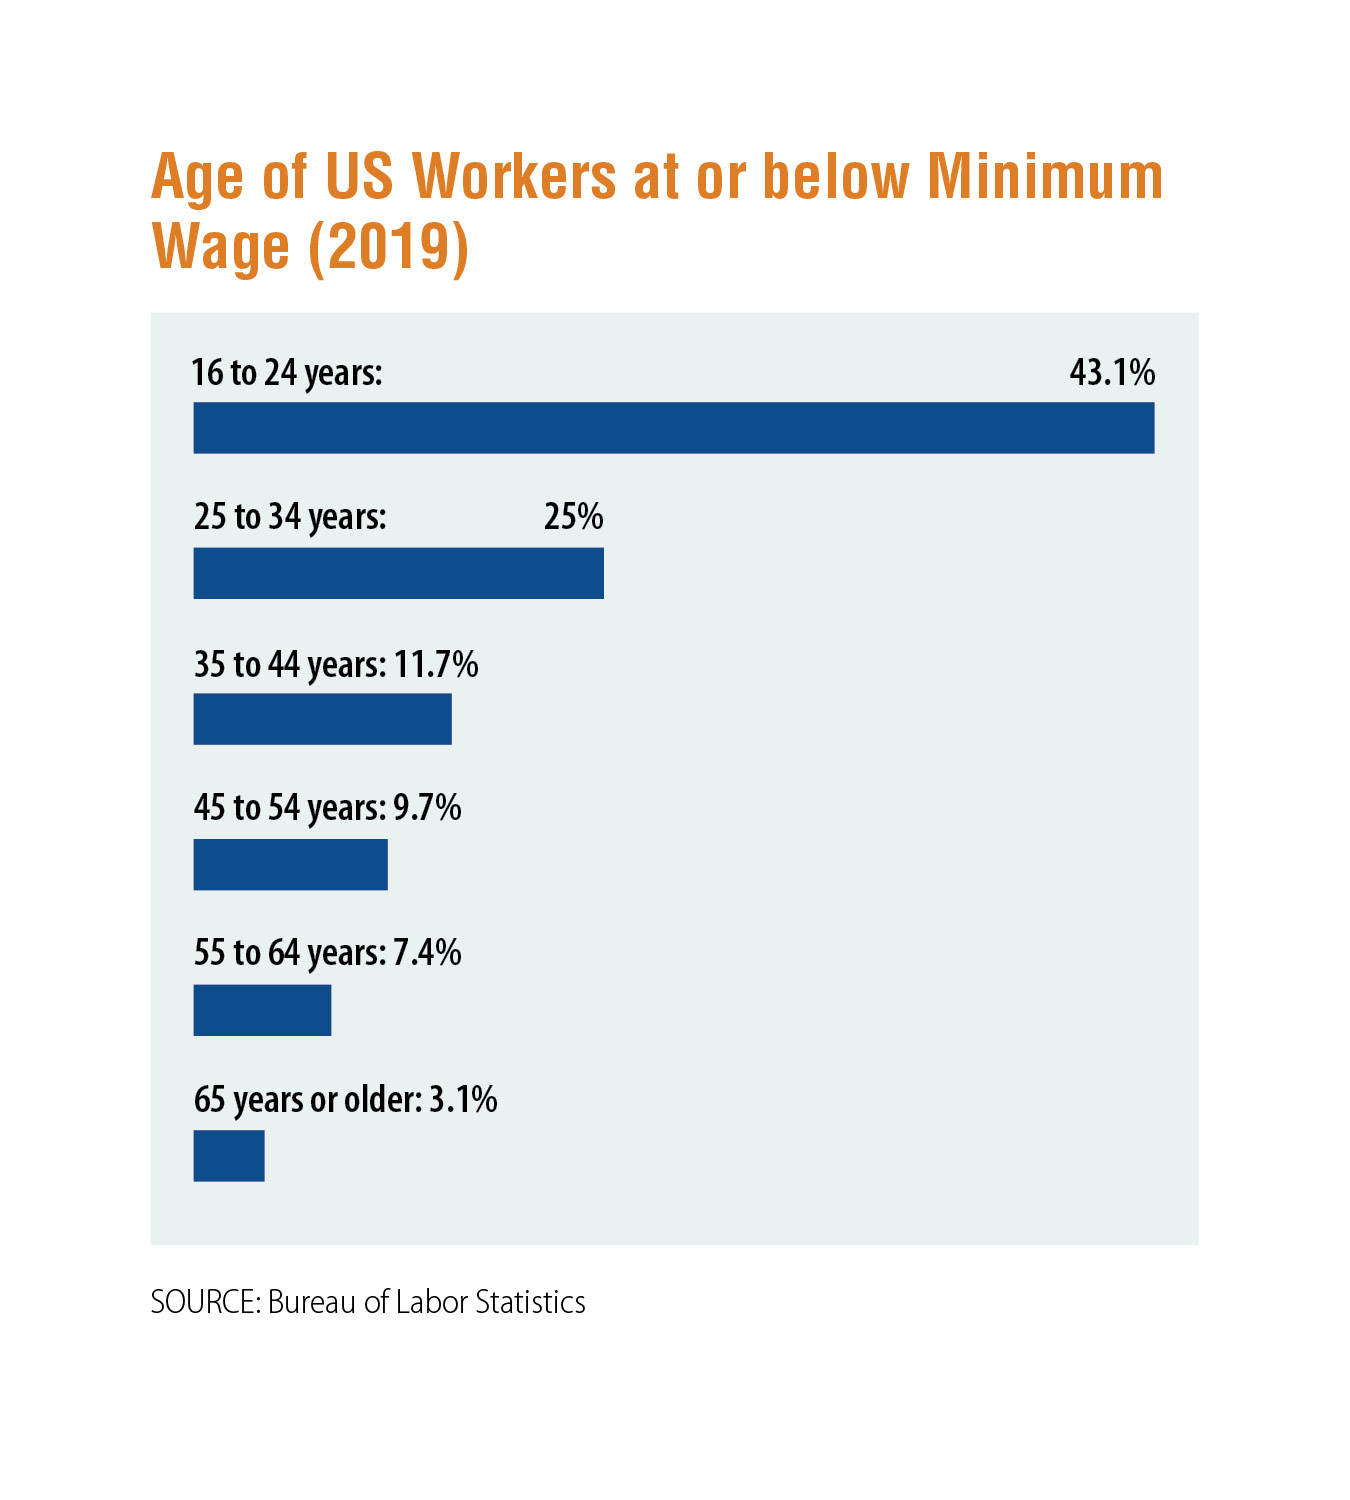 Age of US Workers at or below Minimum
Wage (2019)
16 to 24 years: 43.1%
25 to 34 years: 25%
35 to 44 years: 11.7%
45 to 54 years: 9.7%
55 to 64 years: 7.4%
65 years or older: 3.1%
SOURCE: Bureau of Labor Statistics